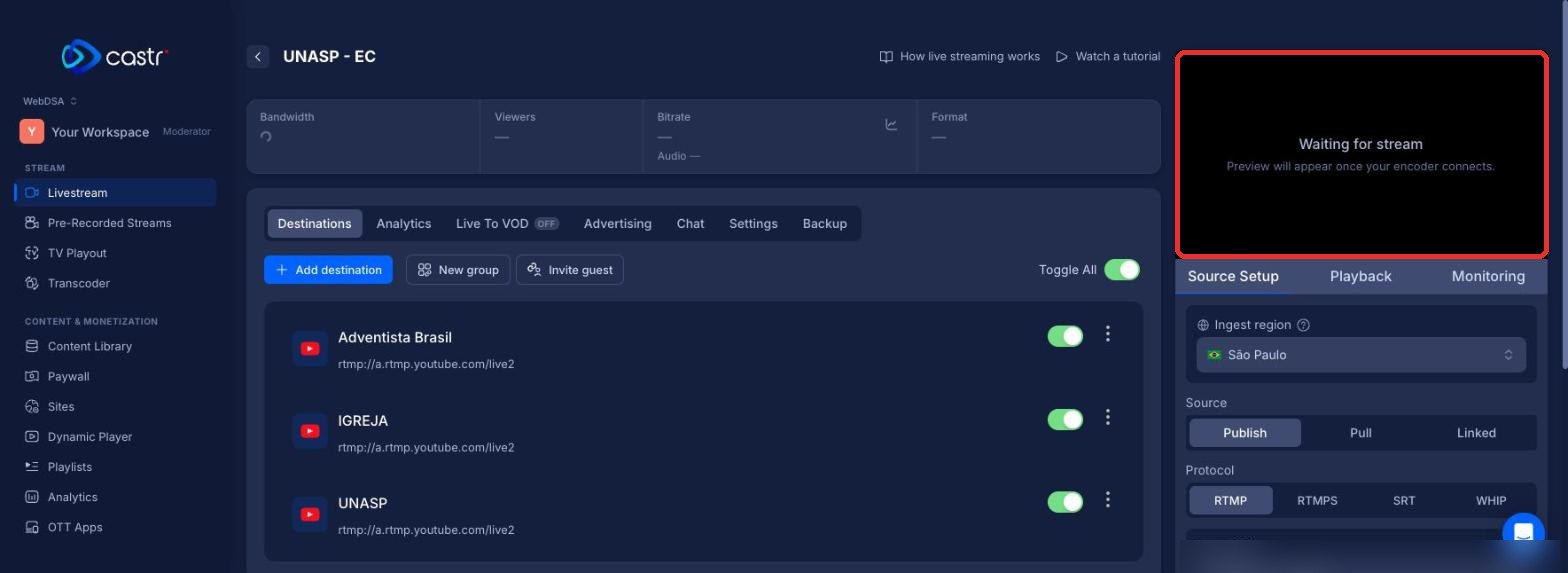 castr
WebDSA
Y Your Workspace Moderator
STREAM
Livestream
Pre-Recorded Streams
TV Playout
Transcoder
CONTENT & MONETIZATION
Content Library
Paywall
Sites
Dynamic Player
Playlists
Analytics
OTT Apps
UNASP - EC
How live streaming works
Watch a tutorial
Bandwidth
Viewers
—
Bitrate
—
Audio —
Format
—
Destinations Analytics Live To VOD OFF Advertising Chat Settings Backup
+ Add destination New group Invite guest Toggle All
Adventista Brasil
rtmp://a.rtmp.youtube.com/live2
IGREJA
rtmp://a.rtmp.youtube.com/live2
UNASP
rtmp://a.rtmp.youtube.com/live2
Waiting for stream
Preview will appear once your encoder connects.
Source Setup Playback Monitoring
Ingest region ?
São Paulo
Source
Publish Pull Linked
Protocol
RTMP RTMPS SRT WHIP